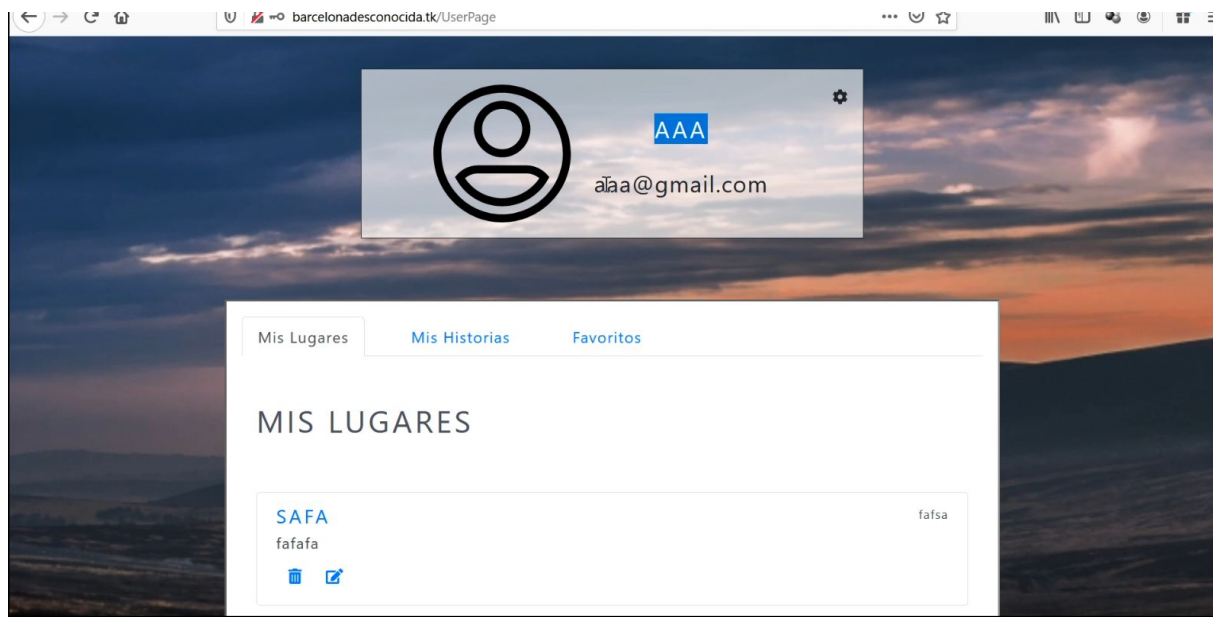 barcelonadesconocida.tk/UserPage
AAA
aaa@gmail.com
Mis Lugares Mis Historias Favoritos
MIS LUGARES
SAFA fafsa
fafafa